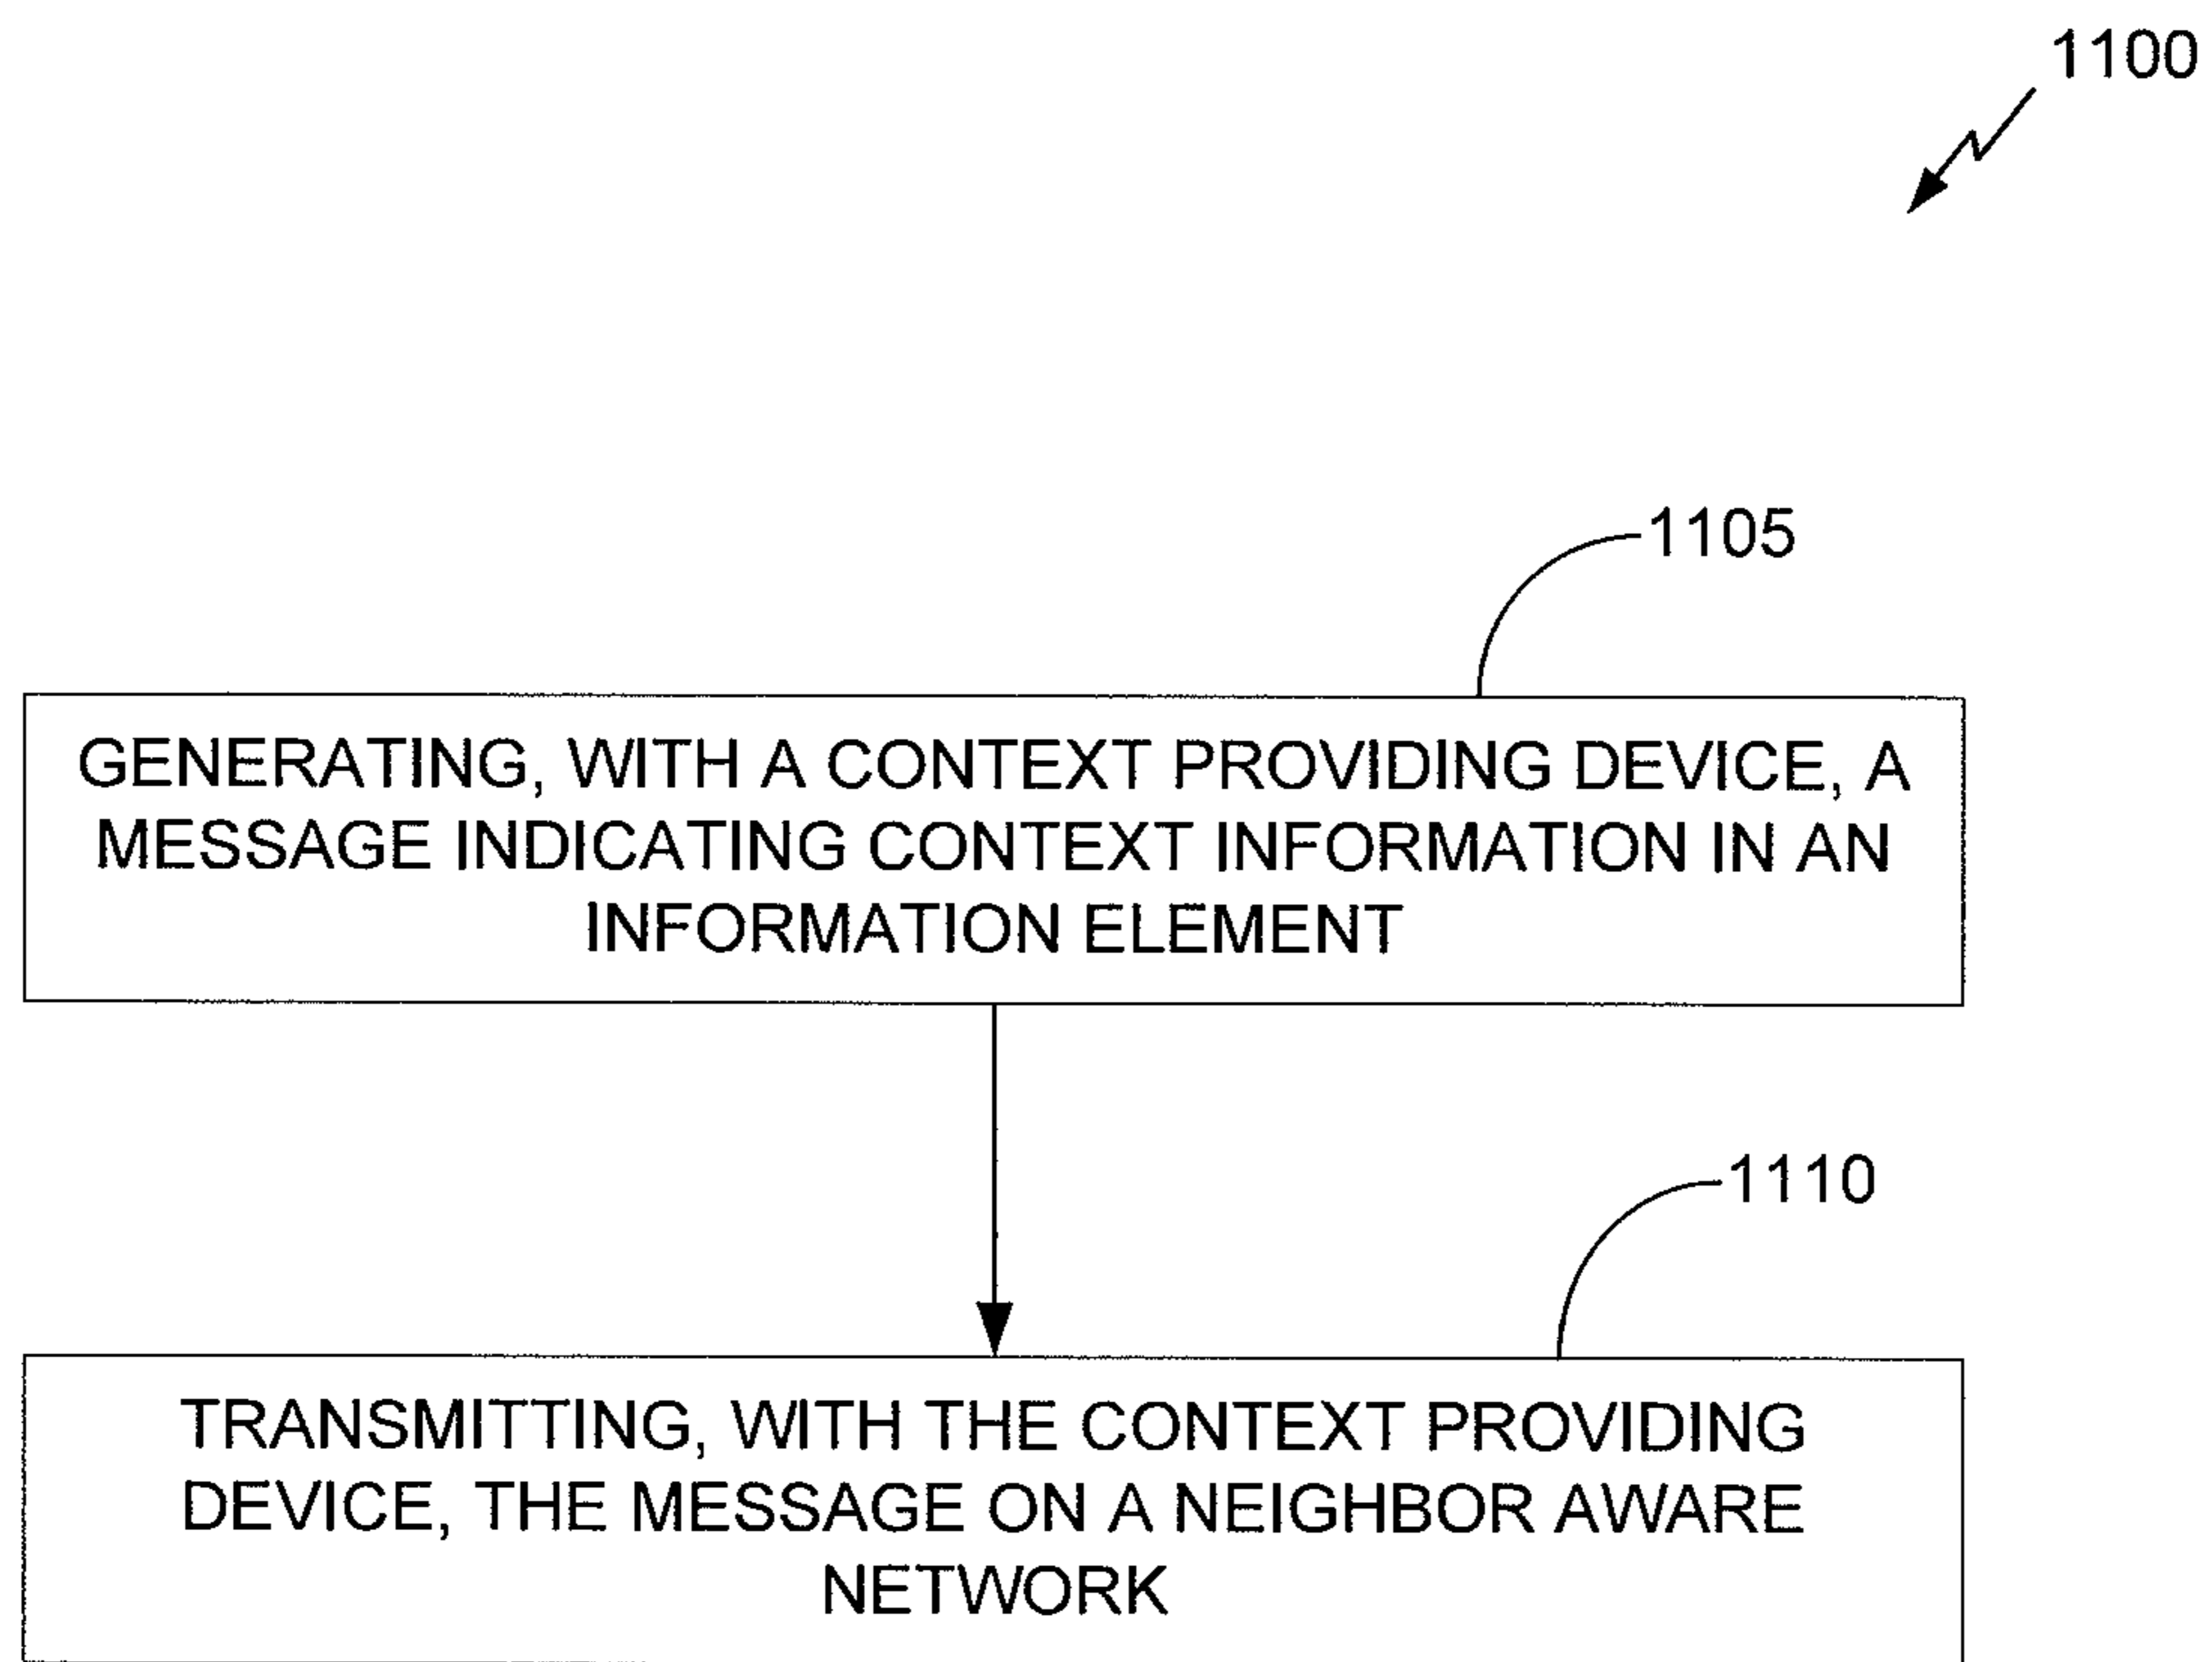 1100
1105
GENERATING, WITH A CONTEXT PROVIDING DEVICE, A
MESSAGE INDICATING CONTEXT INFORMATION IN AN
INFORMATION ELEMENT
1110
TRANSMITTING, WITH THE CONTEXT PROVIDING
DEVICE, THE MESSAGE ON A NEIGHBOR AWARE
NETWORK